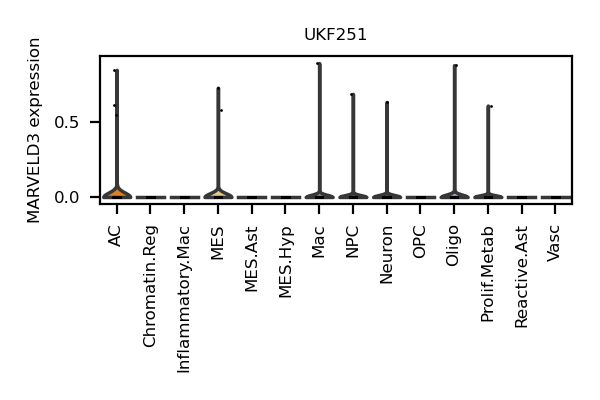 UKF251
MARVELD3 expression
0.5
0.0
AC
Chromatin.Reg
Inflammatory.Mac
MES
MES.Ast
MES.Hyp
Mac
NPC
Neuron
OPC
Oligo
Prolif.Metab
Reactive.Ast
Vasc